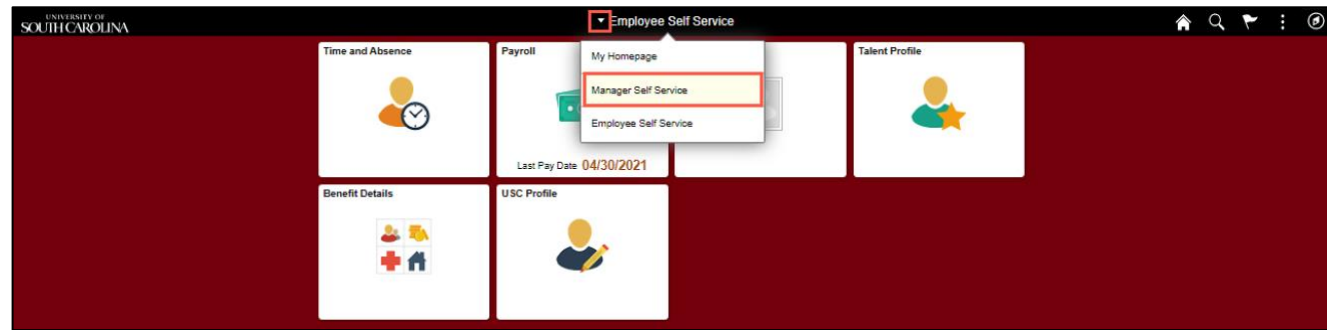 UNIVERSITY OF
SOUTH CAROLINA
Employee Self Service
Time and Absence
Payroll
My Homepage
Manager Self Service
Employee Self Service
Talent Profile
Last Pay Date 04/30/2021
Benefit Details
USC Profile